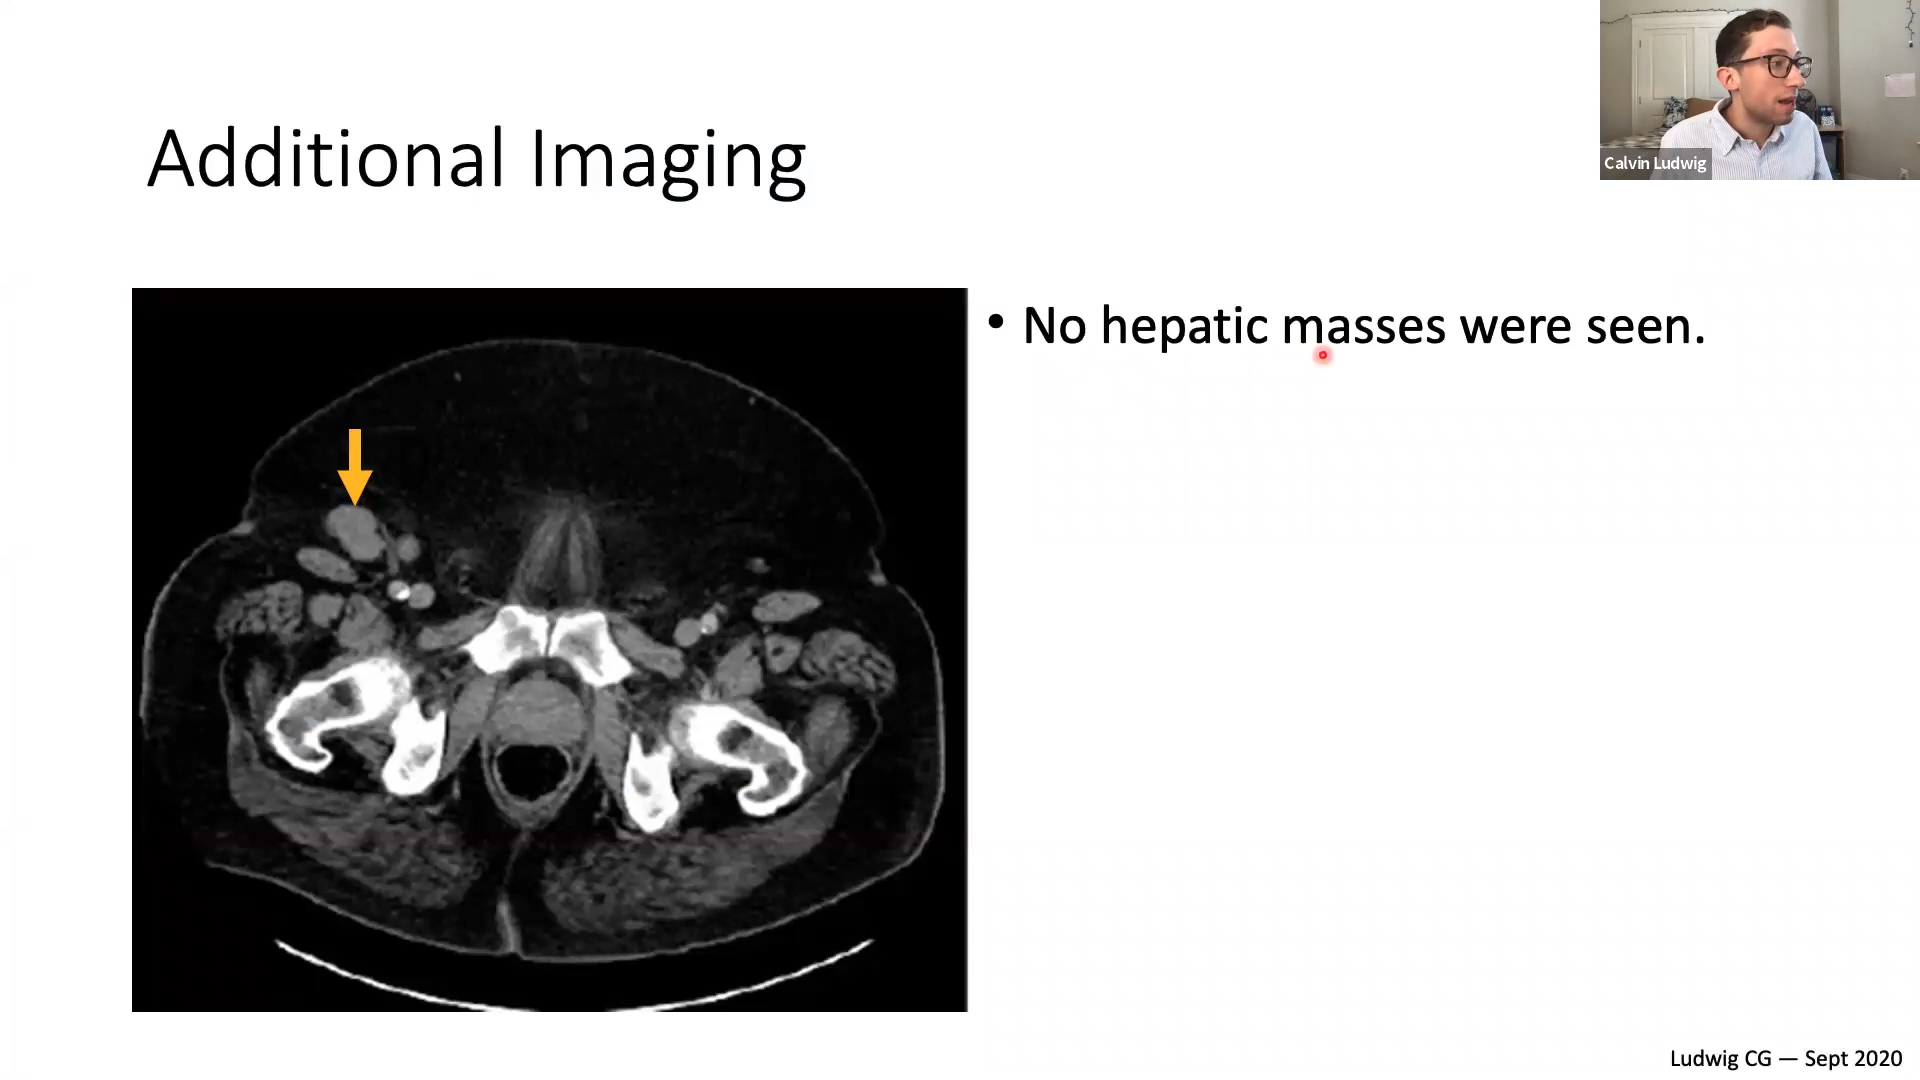 Additional Imaging
Calvin Ludwig
• No hepatic masses were seen.
Ludwig CG — Sept 2020